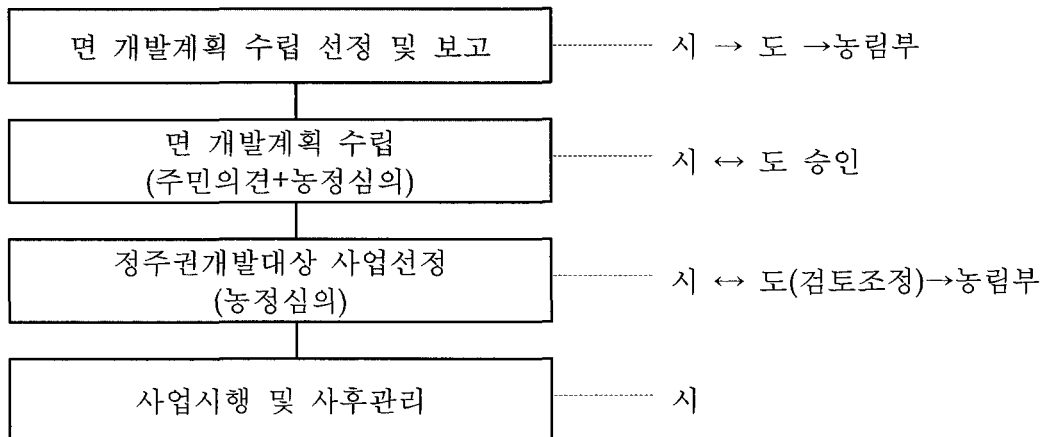 면 개발계획 수립 선정 및 보고 시 → 도 →농림부
면 개발계획 수립
(주민의견+농정심의)
시 ↔ 도 승인
정주권개발대상 사업선정
(농정심의)
시 ↔ 도(검토조정)→농림부
사업시행 및 사후관리 시